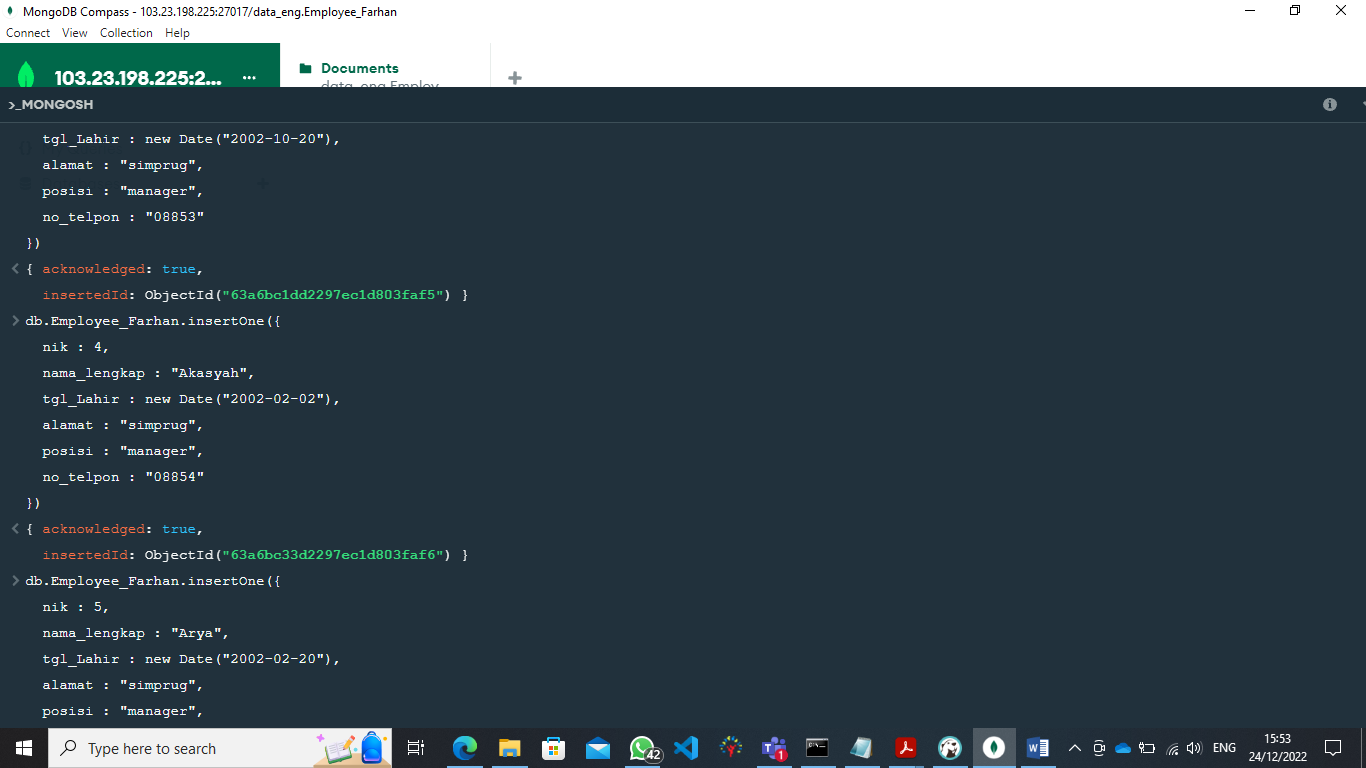 MongoDB Compass - 103.23.198.225:27017/data_eng.Employee_Farhan
Connect View Collection Help
103.23.198.225:2... ...
Documents
data_eng.Employ
>_MONGOSH
tgl_Lahir : new Date("2002-10-20"),
alamat : "simprug",
posisi : "manager",
no_telpon : "08853"
})
< { acknowledged: true,
insertedId: ObjectId("63a6bc1dd2297ec1d803faf5") }
> db.Employee_Farhan.insertOne({
nik : 4,
nama_lengkap : "Akasyah",
tgl_Lahir : new Date("2002-02-02"),
alamat : "simprug",
posisi : "manager",
no_telpon : "08854"
})
< { acknowledged: true,
insertedId: ObjectId("63a6bc33d2297ec1d803faf6") }
> db.Employee_Farhan.insertOne({
nik : 5,
nama_lengkap : "Arya",
tgl_Lahir : new Date("2002-02-20"),
alamat : "simprug",
posisi : "manager",
Type here to search
42
1
ENG
15:53
24/12/2022